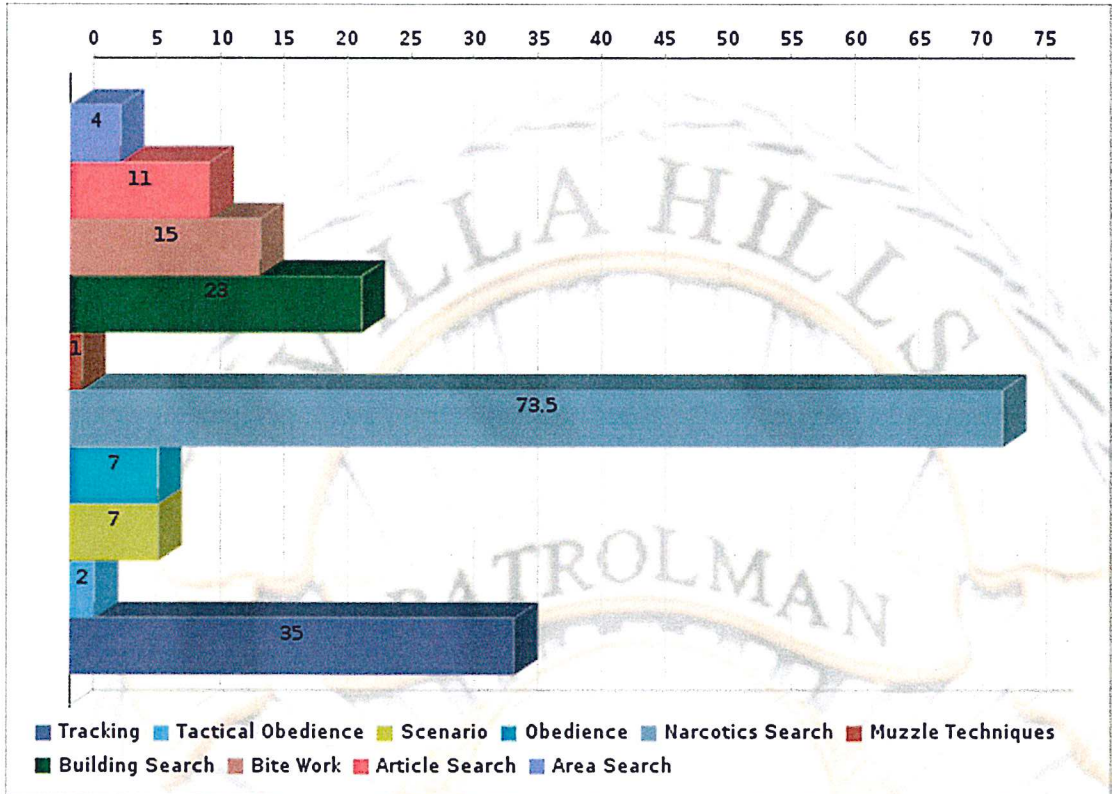 0 5 10 15 20 25 30 35 40 45 50 55 60 65 70 75
4
11
15
23
1
73.5
7
7
2
35
VILLA HILLS
PATROLMAN
Tracking Tactical Obedience Scenario Obedience Narcotics Search Muzzle Techniques
Building Search Bite Work Article Search Area Search